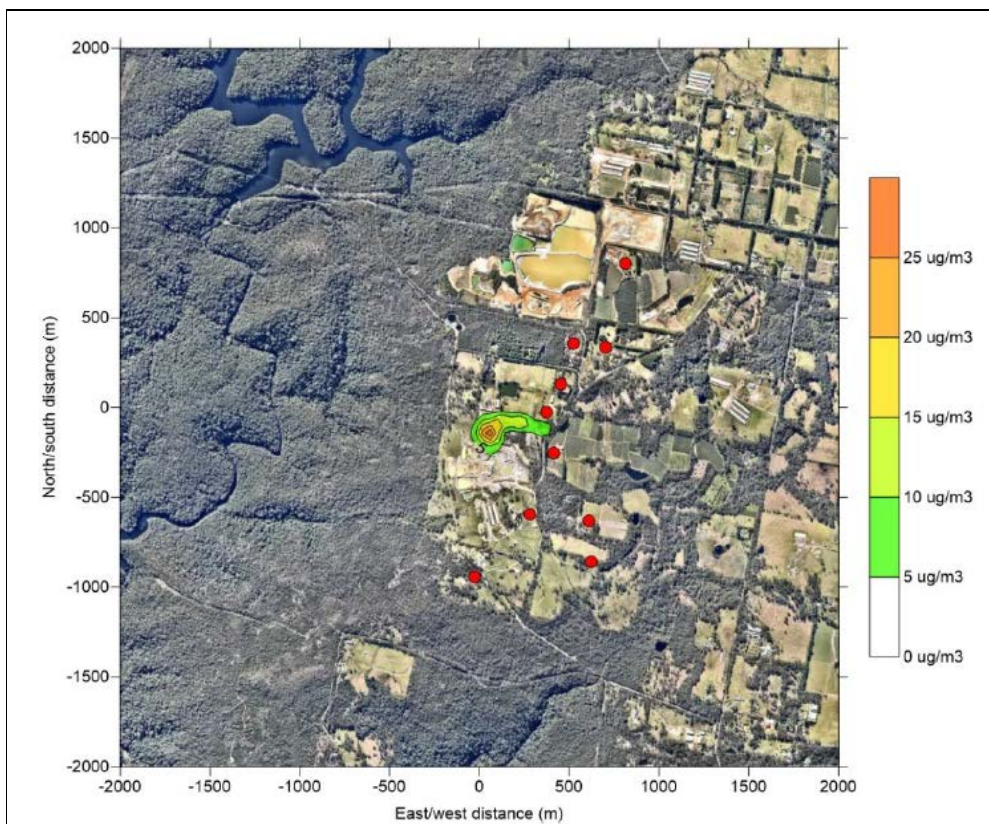 2000
1500
1000
500
0
-500
-1000
-1500
-2000
North/south distance (m)
-2000 -1500 -1000 -500 0 500 1000 1500 2000
East/west distance (m)
25 ug/m3
20 ug/m3
15 ug/m3
10 ug/m3
5 ug/m3
0 ug/m3